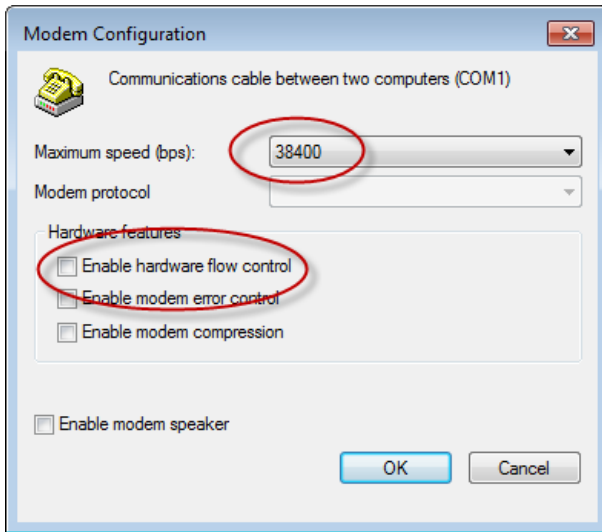 Modem Configuration
Communications cable between two computers (COM1)
Maximum speed (bps):
38400
Modem protocol
Hardware features
Enable hardware flow control
Enable modem error control
Enable modem compression
Enable modem speaker
OK
Cancel